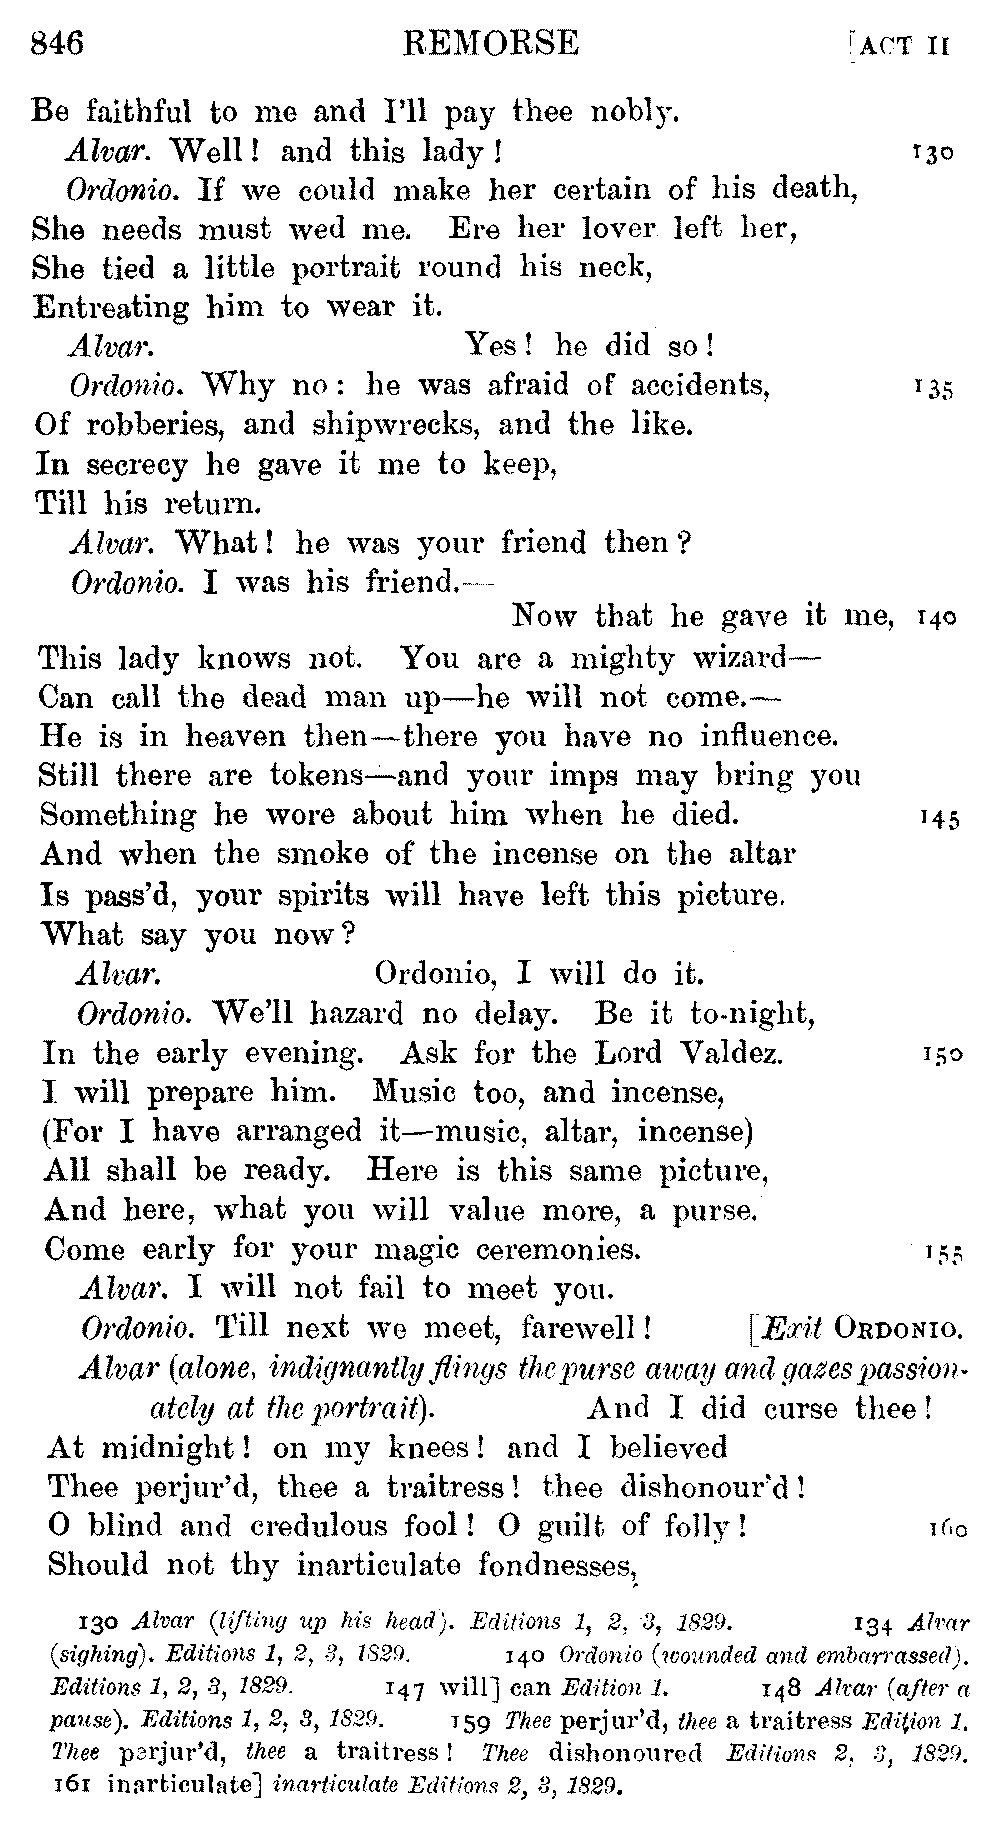 846 REMORSE [ACT II
Be faithful to me and I'll pay thee nobly.
Alvar. Well! and this lady! 130
Ordonio. If we could make her certain of his death,
She needs must wed me. Ere her lover left her,
She tied a little portrait round his neck,
Entreating him to wear it.
Alvar. Yes! he did so!
Ordonio. Why no: he was afraid of accidents, 135
Of robberies, and shipwrecks, and the like.
In secrecy he gave it me to keep,
Till his return.
Alvar. What! he was your friend then?
Ordonio. I was his friend.—
Now that he gave it me, 140
This lady knows not. You are a mighty wizard—
Can call the dead man up—he will not come.—
He is in heaven then—there you have no influence.
Still there are tokens—and your imps may bring you
Something he wore about him when he died. 145
And when the smoke of the incense on the altar
Is pass'd, your spirits will have left this picture.
What say you now?
Alvar. Ordonio, I will do it.
Ordonio. We'll hazard no delay. Be it to-night,
In the early evening. Ask for the Lord Valdez. 150
I will prepare him. Music too, and incense,
(For I have arranged it—music, altar, incense)
All shall be ready. Here is this same picture,
And here, what you will value more, a purse.
Come early for your magic ceremonies. 155
Alvar. I will not fail to meet you.
Ordonio. Till next we meet, farewell! [Exit ORDONIO.
Alvar (alone, indignantly flings the purse away and gazes passion-
ately at the portrait). And I did curse thee!
At midnight! on my knees! and I believed
Thee perjur'd, thee a traitress! thee dishonour'd!
O blind and credulous fool! O guilt of folly! 160
Should not thy inarticulate fondnesses,
130 Alvar (lifting up his head). Editions 1, 2, 3, 1829. 134 Alvar
(sighing). Editions 1, 2, 3, 1829. 140 Ordonio (wounded and embarrassed).
Editions 1, 2, 3, 1829. 147 will] can Edition 1. 148 Alvar (after a
pause). Editions 1, 2, 3, 1829. 159 Thee perjur'd, thee a traitress Edition 1.
Thee perjur'd, thee a traitress! Thee dishonoured Editions 2, 3, 1829.
161 inarticulate] inarticulate Editions 2, 3, 1829.